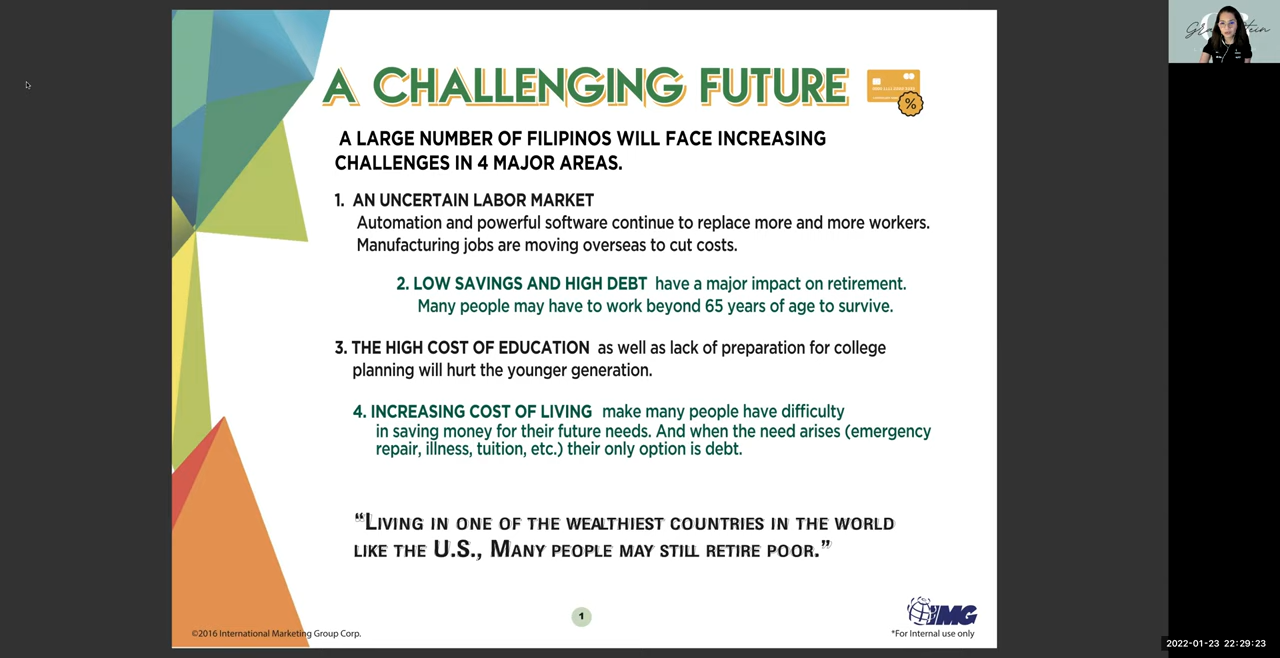 A CHALLENGING FUTURE
%
A LARGE NUMBER OF FILIPINOS WILL FACE INCREASING
CHALLENGES IN 4 MAJOR AREAS.
1. AN UNCERTAIN LABOR MARKET
Automation and powerful software continue to replace more and more workers.
Manufacturing jobs are moving overseas to cut costs.
2. LOW SAVINGS AND HIGH DEBT have a major impact on retirement.
Many people may have to work beyond 65 years of age to survive.
3. THE HIGH COST OF EDUCATION as well as lack of preparation for college
planning will hurt the younger generation.
4. INCREASING COST OF LIVING make many people have difficulty
in saving money for their future needs. And when the need arises (emergency
repair, illness, tuition, etc.) their only option is debt.
“LIVING IN ONE OF THE WEALTHIEST COUNTRIES IN THE WORLD
LIKE THE U.S., MANY PEOPLE MAY STILL RETIRE POOR.”
1
IMG
©2016 International Marketing Group Corp.
*For Internal use only
2022-01-23 22:29:23